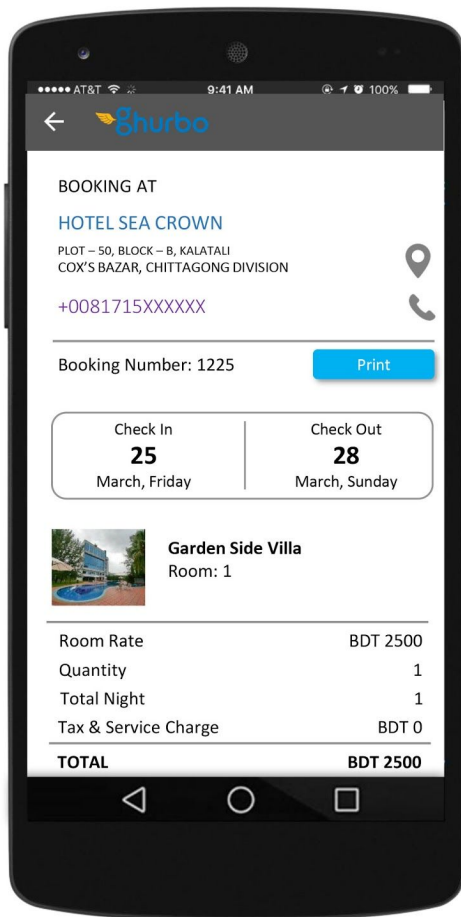 AT&T 9:41 AM 100%
ghurbo
BOOKING AT
HOTEL SEA CROWN
PLOT – 50, BLOCK – B, KALATALI
COX'S BAZAR, CHITTAGONG DIVISION
+0081715XXXXXX
Booking Number: 1225 Print
Check In Check Out
25 28
March, Friday March, Sunday
Garden Side Villa
Room: 1
Room Rate BDT 2500
Quantity 1
Total Night 1
Tax & Service Charge BDT 0
TOTAL BDT 2500